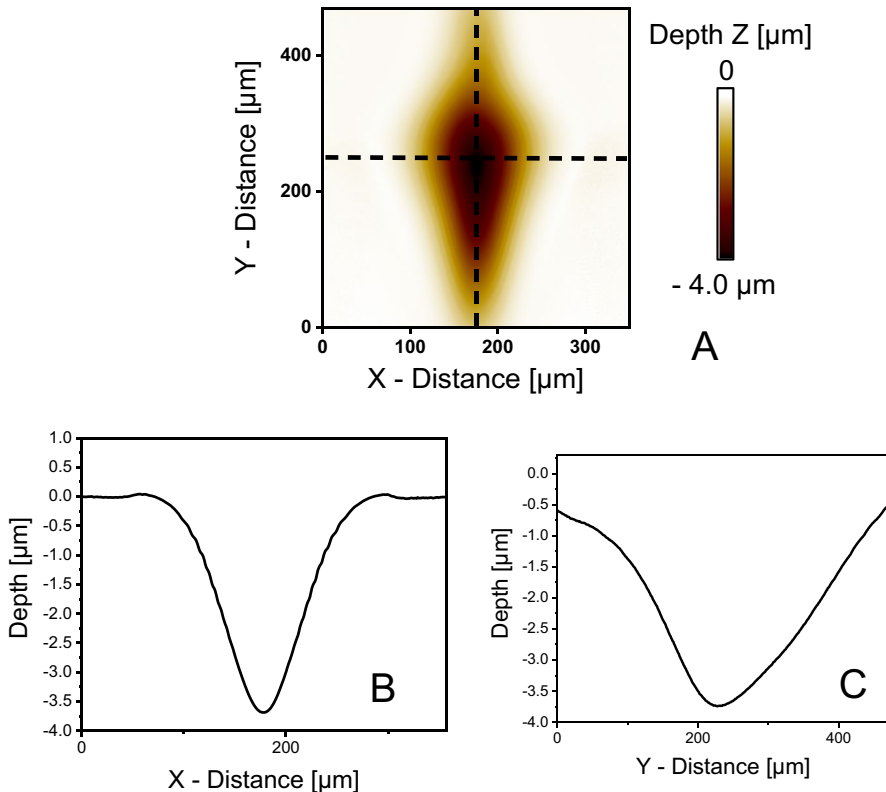 Depth Z [µm]
0
- 4.0 µm
Y - Distance [µm]
400
200
0
0 100 200 300
X - Distance [µm]
A
Depth [µm]
1.0
0.5
0.0
-0.5
-1.0
-1.5
-2.0
-2.5
-3.0
-3.5
-4.0
0 200
X - Distance [µm]
B
Depth [µm]
0.0
-0.5
-1.0
-1.5
-2.0
-2.5
-3.0
-3.5
-4.0
0 200 400
Y - Distance [µm]
C